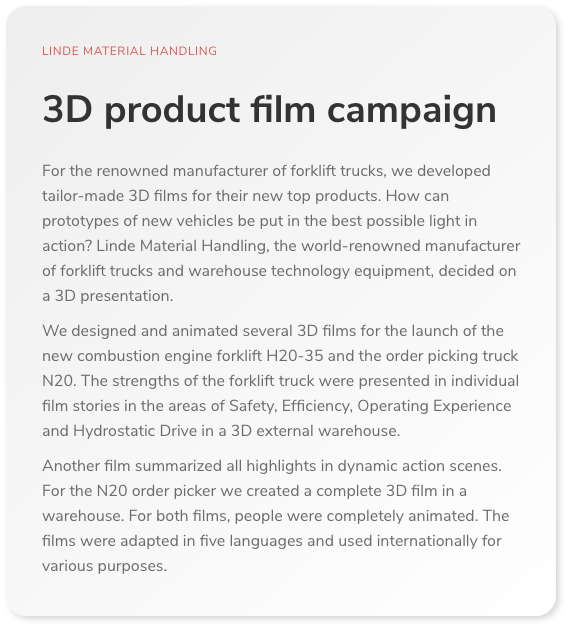 LINDE MATERIAL HANDLING
3D product film campaign
For the renowned manufacturer of forklift trucks, we developed
tailor-made 3D films for their new top products. How can
prototypes of new vehicles be put in the best possible light in
action? Linde Material Handling, the world-renowned manufacturer
of forklift trucks and warehouse technology equipment, decided on
a 3D presentation.
We designed and animated several 3D films for the launch of the
new combustion engine forklift H20-35 and the order picking truck
N20. The strengths of the forklift truck were presented in individual
film stories in the areas of Safety, Efficiency, Operating Experience
and Hydrostatic Drive in a 3D external warehouse.
Another film summarized all highlights in dynamic action scenes.
For the N20 order picker we created a complete 3D film in a
warehouse. For both films, people were completely animated. The
films were adapted in five languages and used internationally for
various purposes.